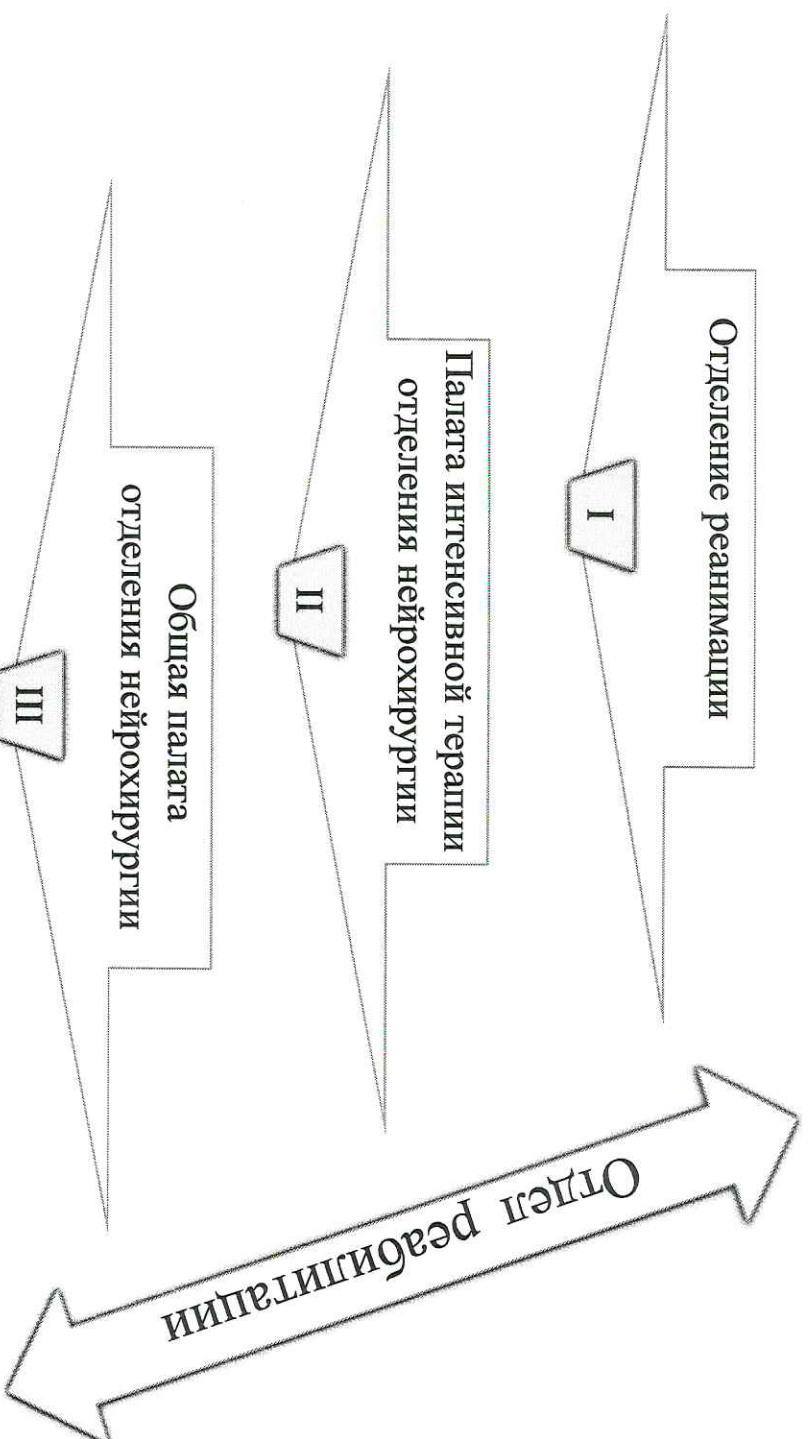 Отделение реанимации
I
Палата интенсивной терапии
отделения нейрохирургии
II
Общая палата
отделения нейрохирургии
III
Отдел реабилитации